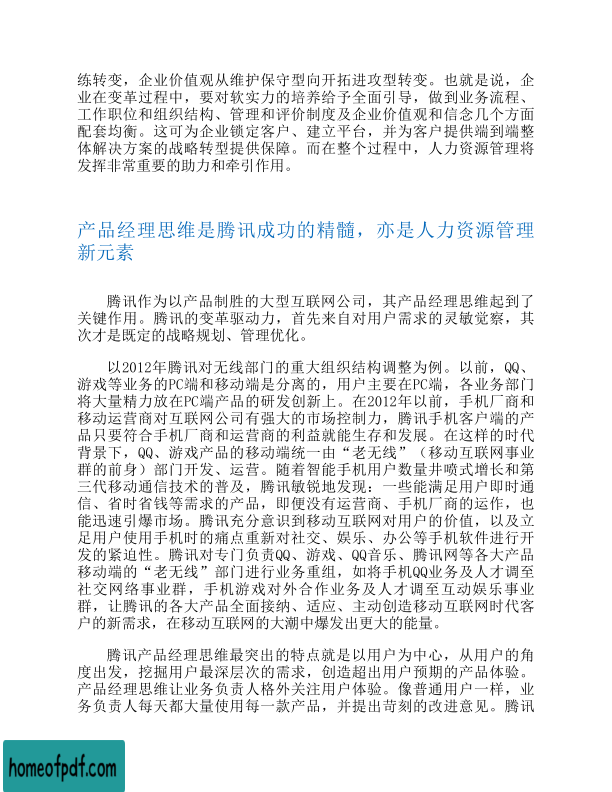 练转变，企业价值观从维护保守型向开拓进攻型转变。也就是说，企
业在变革过程中，要对软实力的培养给予全面引导，做到业务流程、
工作职位和组织结构、管理和评价制度及企业价值观和信念几个方面
配套均衡。这可为企业锁定客户、建立平台，并为客户提供端到端整
体解决方案的战略转型提供保障。而在整个过程中，人力资源管理将
发挥非常重要的助力和牵引作用。
产品经理思维是腾讯成功的精髓，亦是人力资源管理
新元素
腾讯作为以产品制胜的大型互联网公司，其产品经理思维起到了
关键作用。腾讯的变革驱动力，首先来自对用户需求的灵敏觉察，其
次才是既定的战略规划、管理优化。
以2012年腾讯对无线部门的重大组织结构调整为例。以前，QQ、
游戏等业务的PC端和移动端是分离的，用户主要在PC端，各业务部门
将大量精力放在PC端产品的研发创新上。在2012年以前，手机厂商和
移动运营商对互联网公司有强大的市场控制力，腾讯手机客户端的产
品只要符合手机厂商和运营商的利益就能生存和发展。在这样的时代
背景下，QQ、游戏产品的移动端统一由“老无线”（移动互联网事业
群的前身）部门开发、运营。随着智能手机用户数量井喷式增长和第
三代移动通信技术的普及，腾讯敏锐地发现：一些能满足用户即时通
信、省时省钱等需求的产品，即便没有运营商、手机厂商的运作，也
能迅速引爆市场。腾讯充分意识到移动互联网对用户的价值，以及立
足用户使用手机时的痛点重新对社交、娱乐、办公等手机软件进行开
发的紧迫性。腾讯对专门负责QQ、游戏、QQ音乐、腾讯网等各大产品
移动端的“老无线”部门进行业务重组，如将手机QQ业务及人才调至
社交网络事业群，手机游戏对外合作业务及人才调至互动娱乐事业
群，让腾讯的各大产品全面接纳、适应、主动创造移动互联网时代客
户的新需求，在移动互联网的大潮中爆发出更大的能量。
腾讯产品经理思维最突出的特点就是以用户为中心，从用户的角
度出发，挖掘用户最深层次的需求，创造超出用户预期的产品体验。
产品经理思维让业务负责人格外关注用户体验。像普通用户一样，业
务负责人每天都大量使用每一款产品，并提出苛刻的改进意见。腾讯
homeofpdf.com